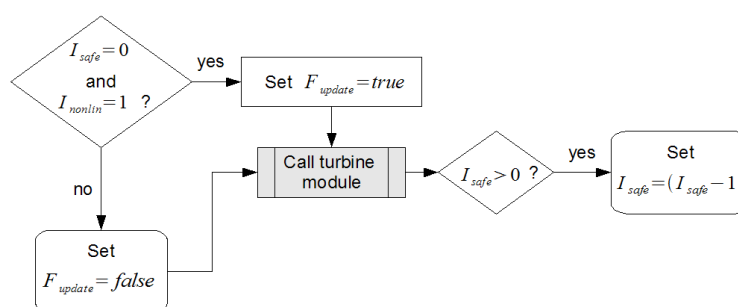 I_safe=0
and
I_nonlin=1 ?
yes
Set F_update=true
Call turbine
module
I_safe>0 ?
yes
Set
I_safe=(I_safe−1
no
Set
F_update=false